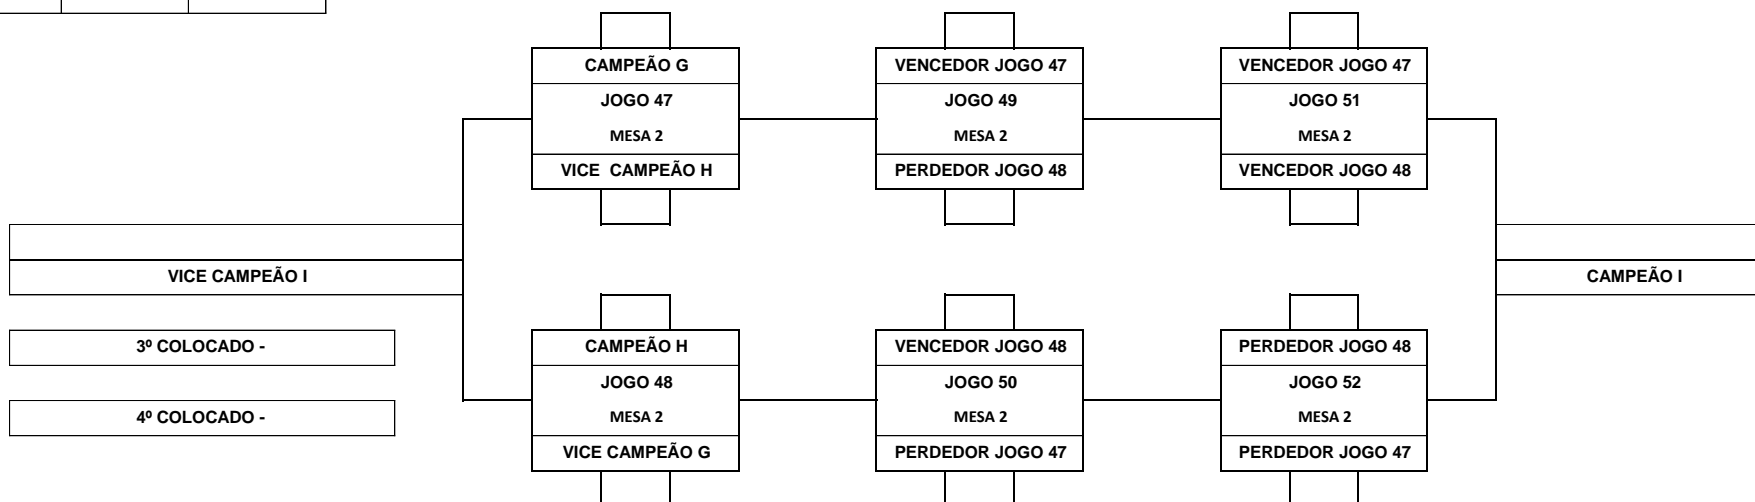 CAMPEÃO G
JOGO 47
MESA 2
VICE  CAMPEÃO H
VENCEDOR JOGO 47
JOGO 49
MESA 2
PERDEDOR JOGO 48
VENCEDOR JOGO 47
JOGO 51
MESA 2
VENCEDOR JOGO 48
VICE CAMPEÃO I
CAMPEÃO I
3º COLOCADO -
4º COLOCADO -
CAMPEÃO H
JOGO 48
MESA 2
VICE CAMPEÃO G
VENCEDOR JOGO 48
JOGO 50
MESA 2
PERDEDOR JOGO 47
PERDEDOR JOGO 48
JOGO 52
MESA 2
PERDEDOR JOGO 47